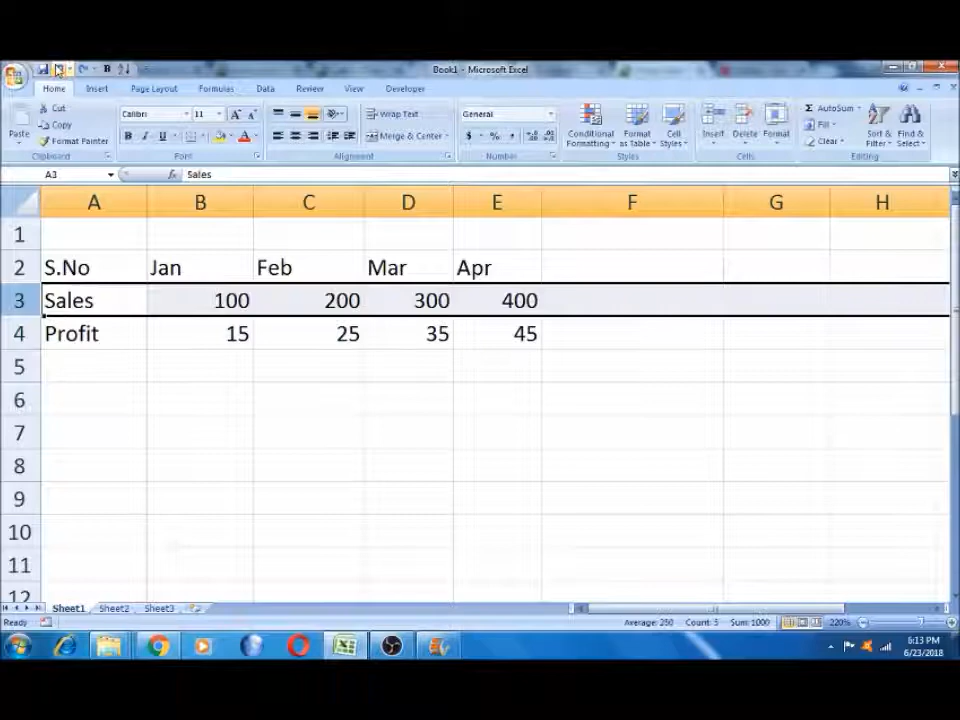 Book1 - Microsoft Excel
Home Insert Page Layout Formulas Data Review View Developer
Paste
Cut
Copy
Format Painter
Clipboard
Calibri 11
B I U
Font
Wrap Text
Merge & Center
Alignment
General
$ % ,
Number
Conditional Formatting
Format as Table
Cell Styles
Styles
Insert Delete Format
Cells
Σ AutoSum
Fill
Clear
Sort & Filter
Find & Select
Editing
A3 fx Sales
A B C D E F G H
1
2 S.No Jan Feb Mar Apr
3 Sales 100 200 300 400
4 Profit 15 25 35 45
5
6
7
8
9
10
11
12
Sheet1 Sheet2 Sheet3
Ready Average: 250 Count: 5 Sum: 1000 220%
6:13 PM
6/23/2018